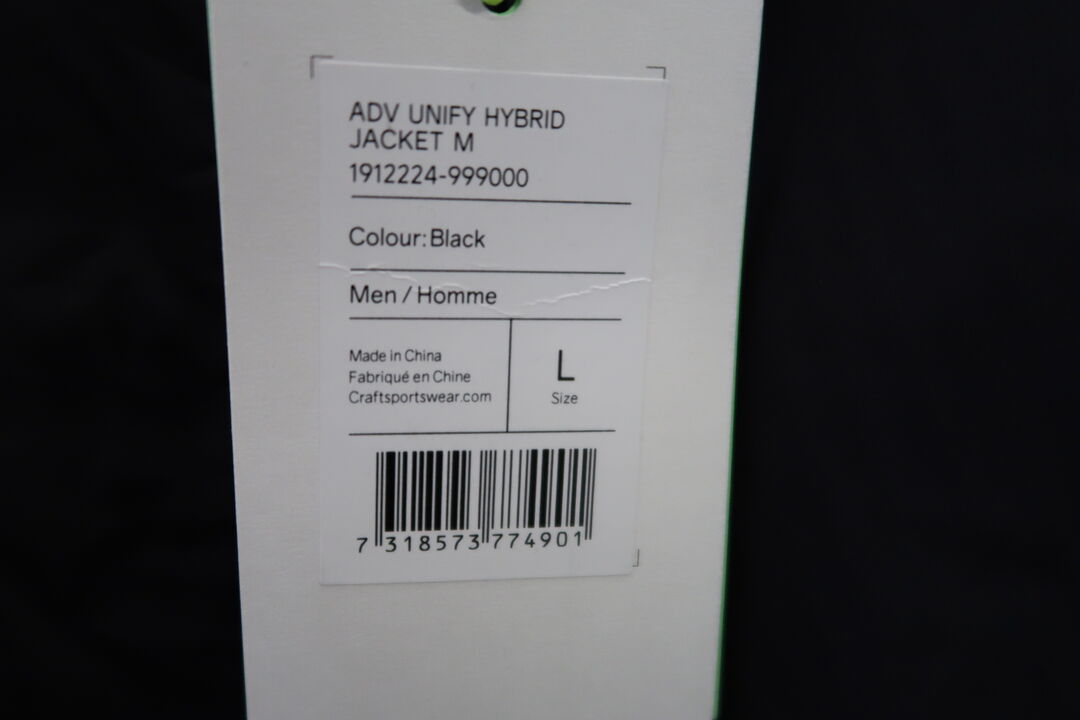 ADV UNIFY HYBRID
JACKET M
1912224-999000
Colour: Black
Men / Homme
Made in China
Fabriqué en Chine
Craftsportswear.com
L
Size
7 318573 774901